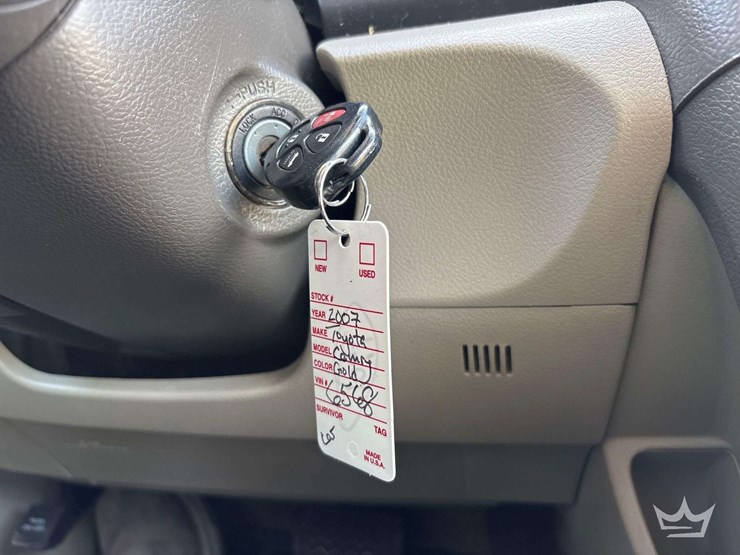 PUSH
LOCK ACC
NEW USED
STOCK #
YEAR 2007
MAKE Toyota
MODEL Camry
COLOR Gold
VIN # 6568
SURVIVOR TAG
MADE
IN U.S.A.